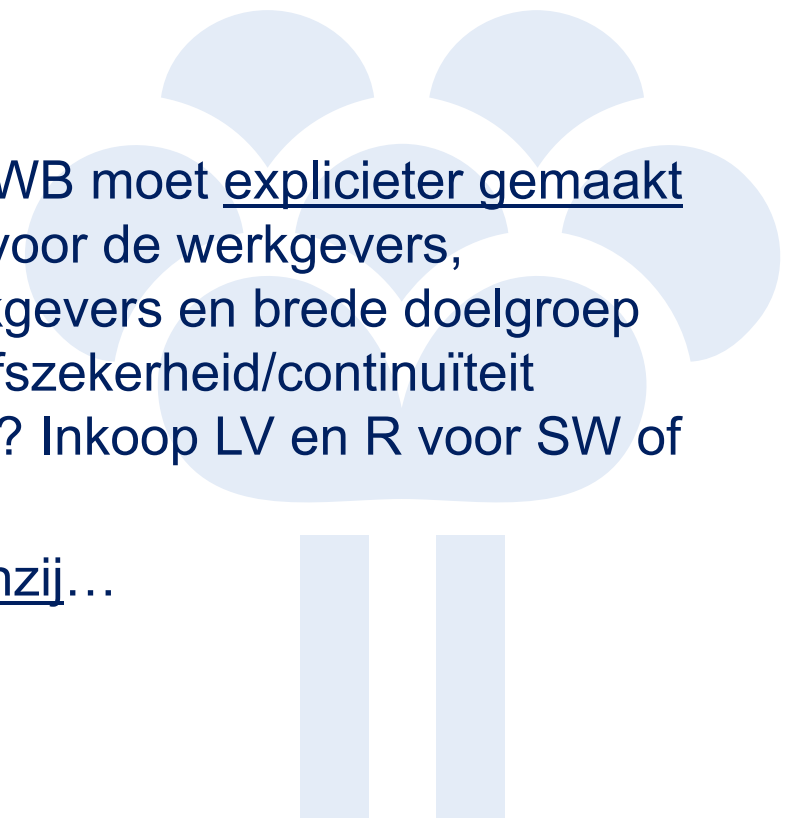 WB moet explicieter gemaakt
voor de werkgevers,
kgevers en brede doelgroep
fszekerheid/continuïteit
? Inkoop LV en R voor SW of
nzij…